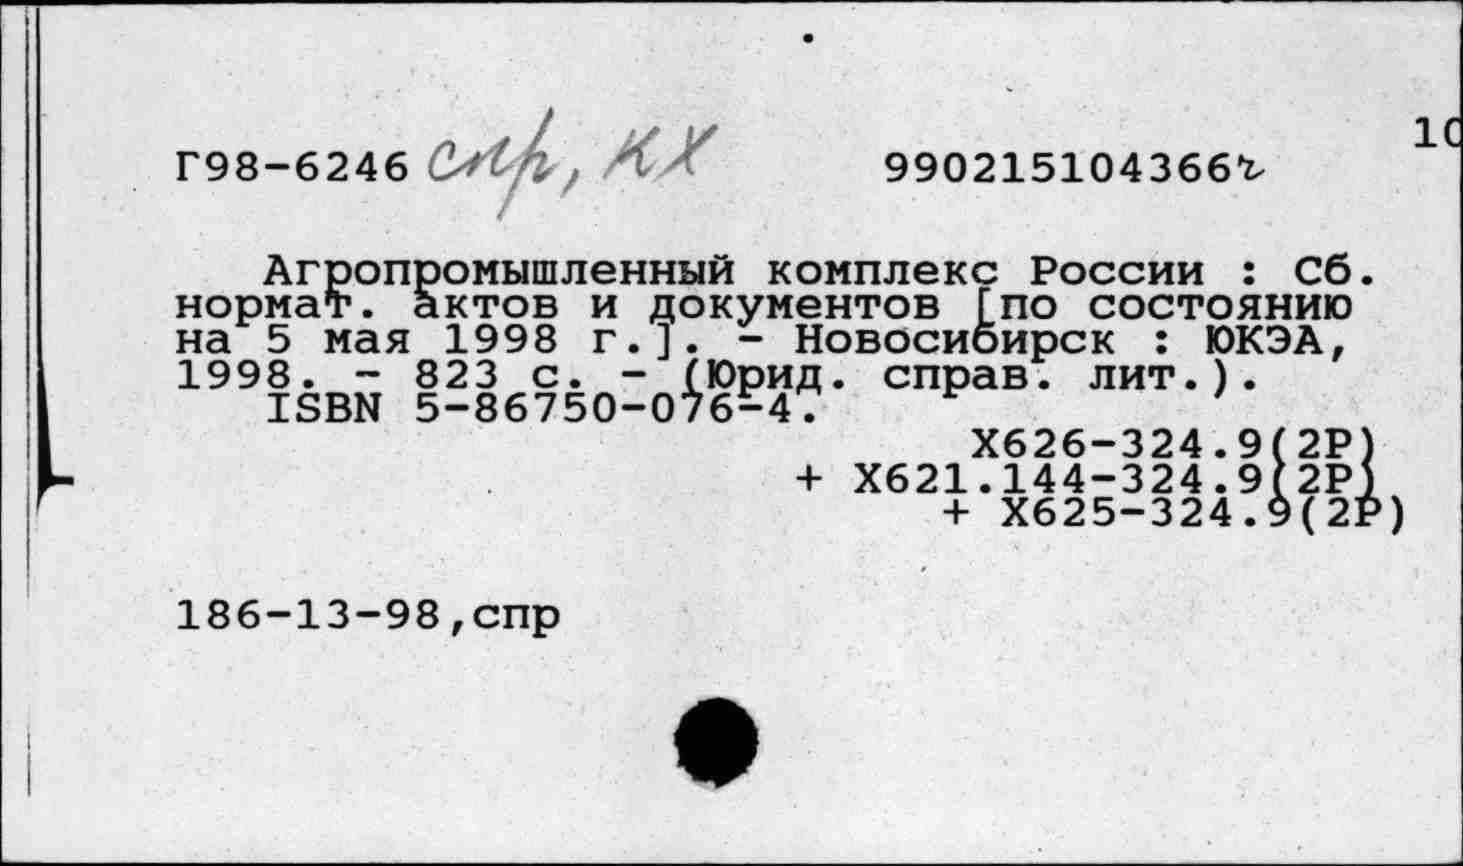 10
Г98-6246 спр, КХ 990215104366г
Агропромышленный комплекс России : Сб.
нормат. актов и документов [по состоянию
на 5 мая 1998 г.]. - Новосибирск : ЮКЭА,
1998. - 823 с. - (Юрид. справ. лит.).
ISBN 5-86750-076-4.
Х626-324.9(2Р)
+ Х621.144-324.9(2Р)
+ Х625-324.9(2Р)
186-13-98,спр